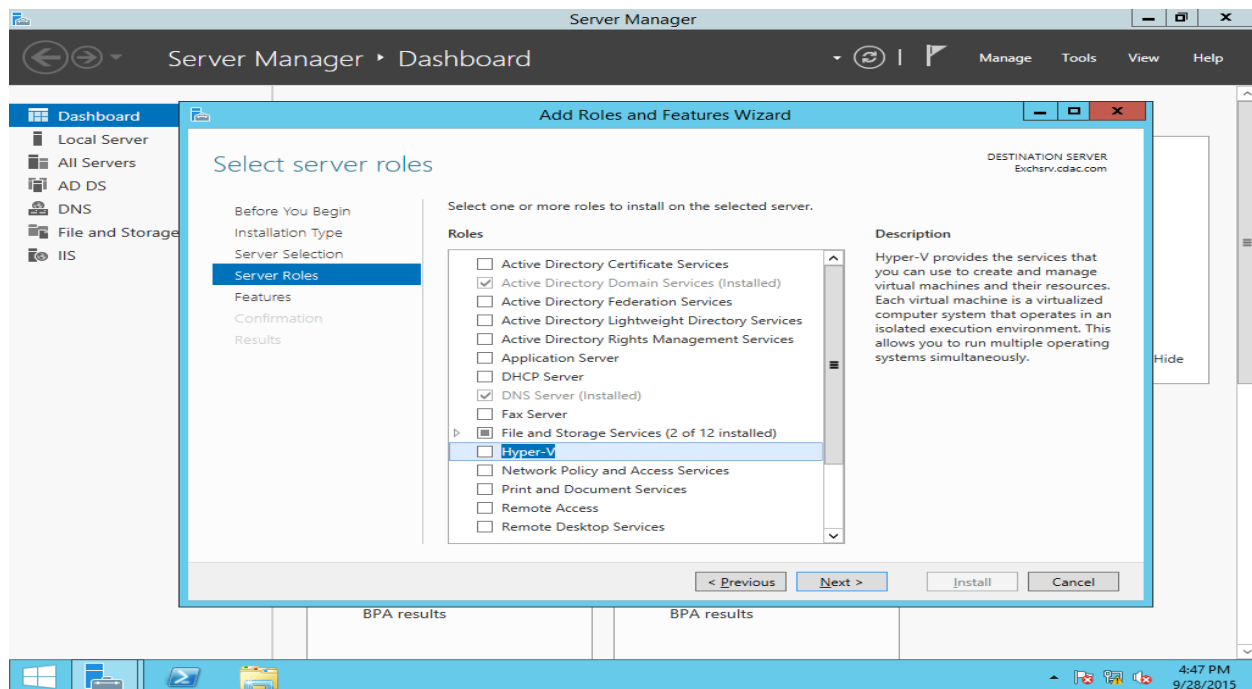 Server Manager
Server Manager ‣ Dashboard
Manage Tools View Help
Dashboard
Local Server
All Servers
AD DS
DNS
File and Storage
IIS
Add Roles and Features Wizard
Select server roles
DESTINATION SERVER
Exchsrv.cdac.com
Before You Begin
Installation Type
Server Selection
Server Roles
Features
Confirmation
Results
Select one or more roles to install on the selected server.
Roles
Active Directory Certificate Services
Active Directory Domain Services (Installed)
Active Directory Federation Services
Active Directory Lightweight Directory Services
Active Directory Rights Management Services
Application Server
DHCP Server
DNS Server (Installed)
Fax Server
File and Storage Services (2 of 12 installed)
Hyper-V
Network Policy and Access Services
Print and Document Services
Remote Access
Remote Desktop Services
Description
Hyper-V provides the services that
you can use to create and manage
virtual machines and their resources.
Each virtual machine is a virtualized
computer system that operates in an
isolated execution environment. This
allows you to run multiple operating
systems simultaneously.
Hide
< Previous Next > Install Cancel
BPA results BPA results
4:47 PM
9/28/2015